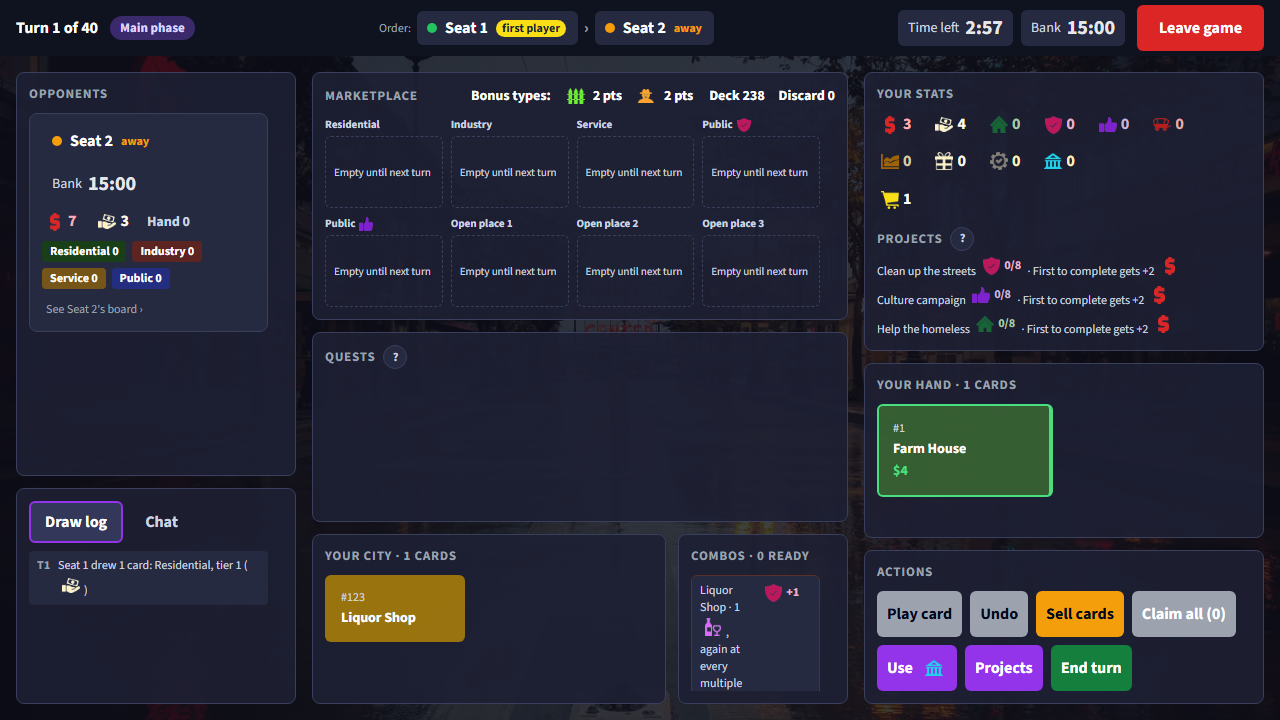 Turn 1 of 40
Main phase
Order:
Seat 1
first player
›
Seat 2
away
Time left 2:57
Bank 15:00
Leave game
OPPONENTS
Seat 2 away
Bank 15:00
7 3 Hand 0
Residential 0
Industry 0
Service 0
Public 0
See Seat 2's board ›
Draw log
Chat
T1 Seat 1 drew 1 card: Residential, tier 1 (
)
MARKETPLACE
Bonus types: 2 pts 2 pts Deck 238 Discard 0
Residential
Industry
Service
Public
Empty until next turn
Empty until next turn
Empty until next turn
Empty until next turn
Public
Open place 1
Open place 2
Open place 3
Empty until next turn
Empty until next turn
Empty until next turn
Empty until next turn
QUESTS ?
YOUR CITY · 1 CARDS
#123
Liquor Shop
COMBOS · 0 READY
Liquor
Shop · 1
,
again at
every
multiple
+1
YOUR STATS
3 4 0 0 0 0
0 0 0 0
1
PROJECTS ?
Clean up the streets 0/8 · First to complete gets +2
Culture campaign 0/8 · First to complete gets +2
Help the homeless 0/8 · First to complete gets +2
YOUR HAND · 1 CARDS
#1
Farm House
$4
ACTIONS
Play card
Undo
Sell cards
Claim all (0)
Use
Projects
End turn